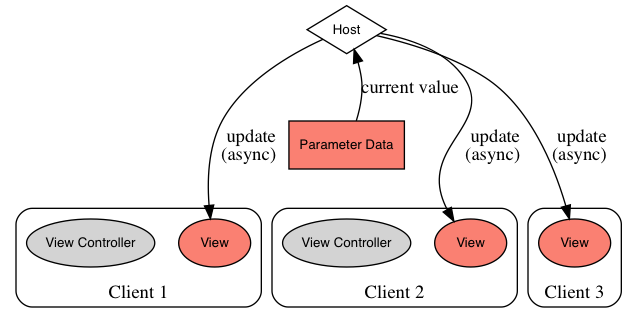 Host
current value
update
(async)
Parameter Data
update
(async)
update
(async)
View Controller
View
View Controller
View
View
Client 1
Client 2
Client 3